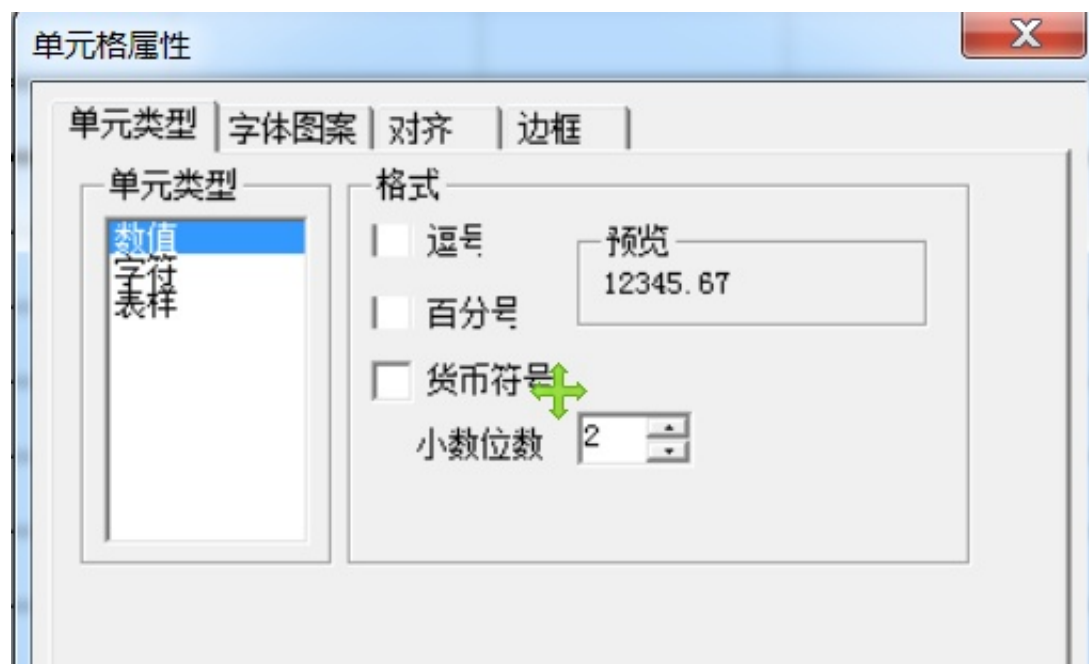 单元格属性
单元类型 字体图案 对齐 边框
单元类型
数值
字符
表样
格式
逗号
百分号
货币符号
小数位数 2
预览
12345.67